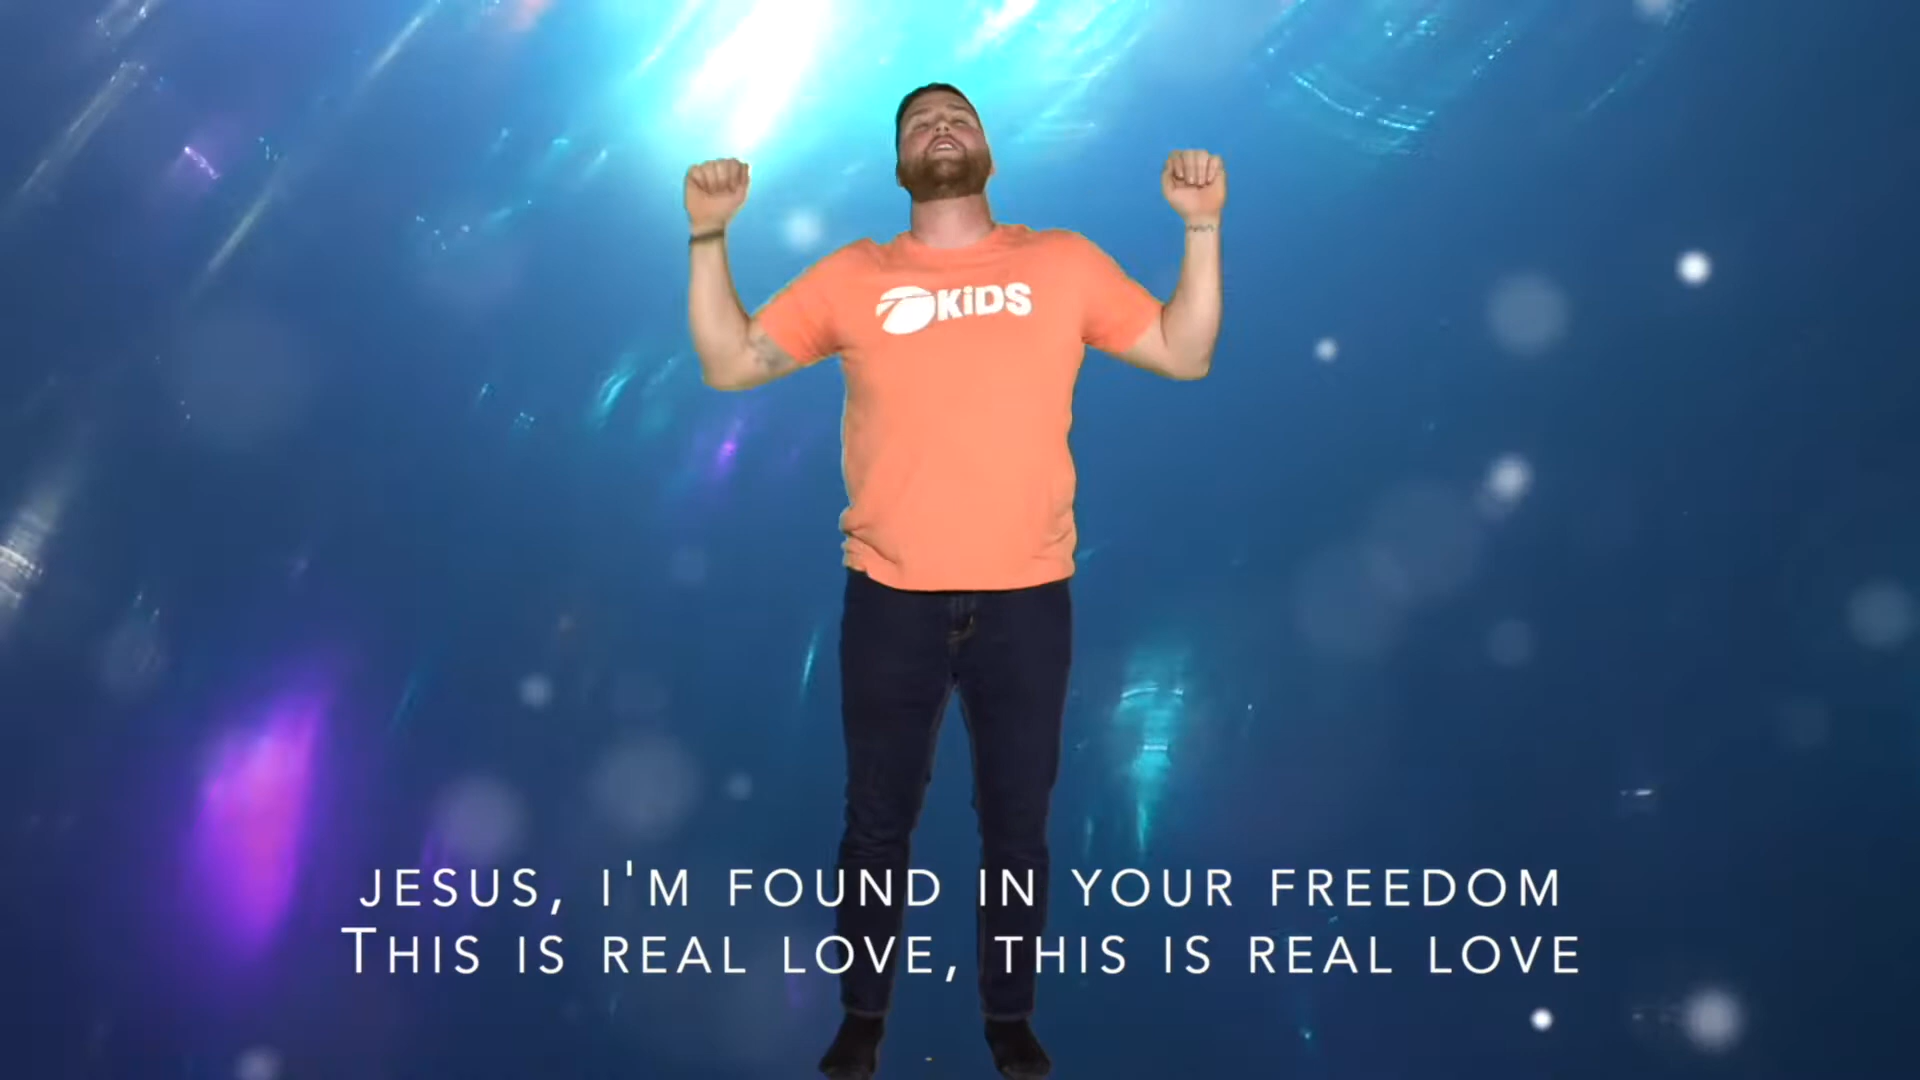 KiDS
JESUS, I'M FOUND IN YOUR FREEDOM
THIS IS REAL LOVE, THIS IS REAL LOVE